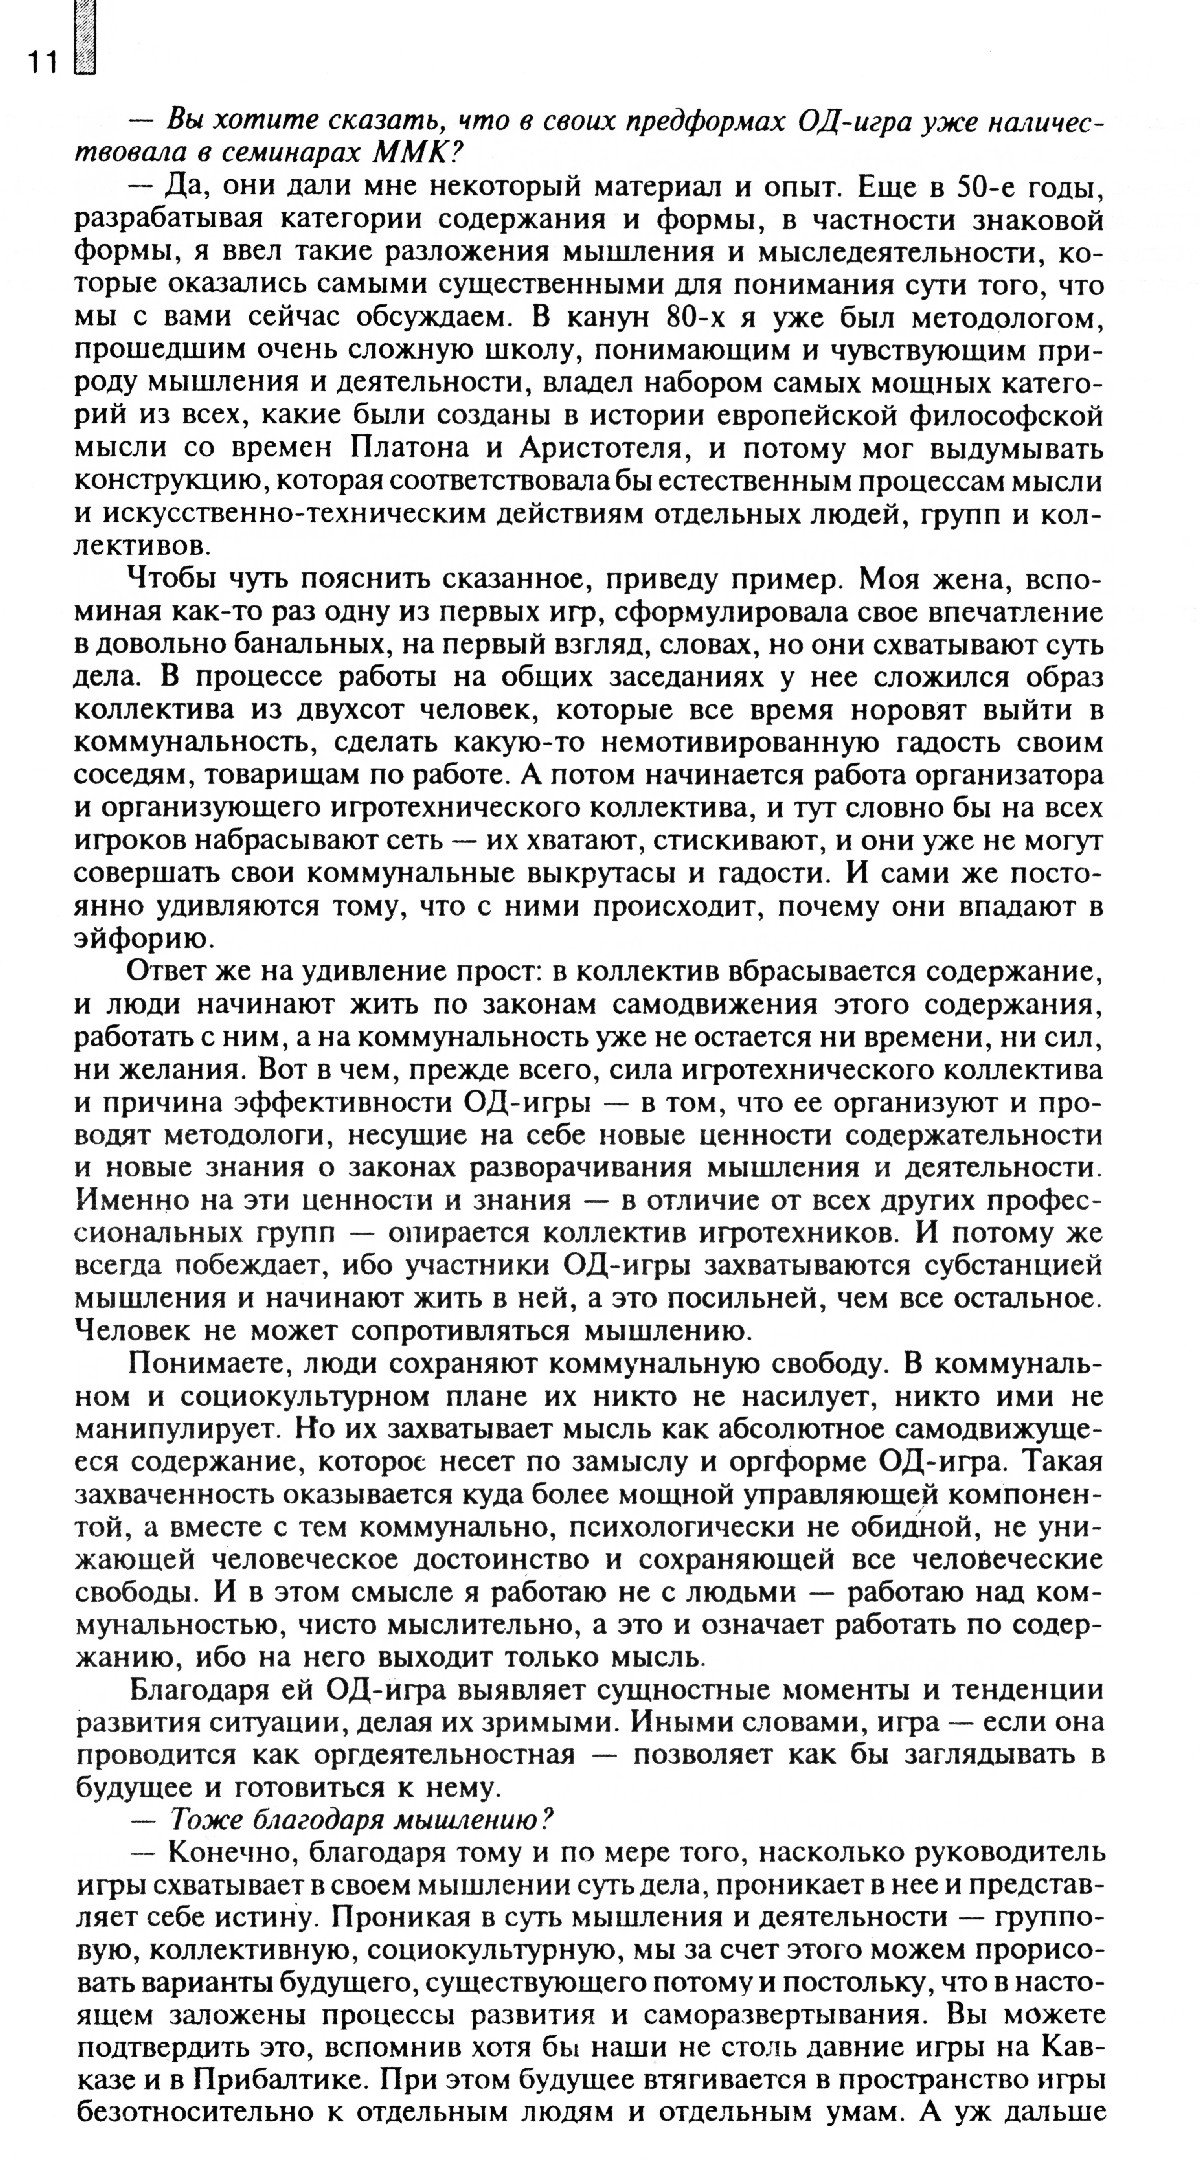 11
— Вы хотите сказать, что в своих предформах ОД-игра уже наличес-
твовала в семинарах ММК?
— Да, они дали мне некоторый материал и опыт. Еще в 50-е годы,
разрабатывая категории содержания и формы, в частности знаковой
формы, я ввел такие разложения мышления и мыследеятельности, ко-
торые оказались самыми существенными для понимания сути того, что
мы с вами сейчас обсуждаем. В канун 80-х я уже был методологом,
прошедшим очень сложную школу, понимающим и чувствующим при-
роду мышления и деятельности, владел набором самых мощных катего-
рий из всех, какие были созданы в истории европейской философской
мысли со времен Платона и Аристотеля, и потому мог выдумывать
конструкцию, которая соответствовала бы естественным процессам мысли
и искусственно-техническим действиям отдельных людей, групп и кол-
лективов.
Чтобы чуть пояснить сказанное, приведу пример. Моя жена, вспо-
миная как-то раз одну из первых игр, сформулировала свое впечатление
в довольно банальных, на первый взгляд, словах, но они схватывают суть
дела. В процессе работы на общих заседаниях у нее сложился образ
коллектива из двухсот человек, которые все время норовят выйти в
коммунальность, сделать какую-то немотивированную гадость своим
соседям, товарищам по работе. А потом начинается работа организатора
и организующего игротехнического коллектива, и тут словно бы на всех
игроков набрасывают сеть — их хватают, стискивают, и они уже не могут
совершать свои коммунальные выкрутасы и гадости. И сами же посто-
янно удивляются тому, что с ними происходит, почему они впадают в
эйфорию.
Ответ же на удивление прост: в коллектив вбрасывается содержание,
и люди начинают жить по законам самодвижения этого содержания,
работать с ним, а на коммунальность уже не остается ни времени, ни сил,
ни желания. Вот в чем, прежде всего, сила игротехнического коллектива
и причина эффективности ОД-игры — в том, что ее организуют и про-
водят методологи, несущие на себе новые ценности содержательности
и новые знания о законах разворачивания мышления и деятельности.
Именно на эти ценности и знания — в отличие от всех других профес-
сиональных групп — опирается коллектив игротехников. И потому же
всегда побеждает, ибо участники ОД-игры захватываются субстанцией
мышления и начинают жить в ней, а это посильней, чем все остальное.
Человек не может сопротивляться мышлению.
Понимаете, люди сохраняют коммунальную свободу. В коммуналь-
ном и социокультурном плане их никто не насилует, никто ими не
манипулирует. Но их захватывает мысль как абсолютное самодвижуще-
еся содержание, которое несет по замыслу и оргформе ОД-игра. Такая
захваченность оказывается куда более мощной управляющей компонен-
той, а вместе с тем коммунально, психологически не обидной, не уни-
жающей человеческое достоинство и сохраняющей все человеческие
свободы. И в этом смысле я работаю не с людьми — работаю над ком-
мунальностью, чисто мыслительно, а это и означает работать по содер-
жанию, ибо на него выходит только мысль.
Благодаря ей ОД-игра выявляет сущностные моменты и тенденции
развития ситуации, делая их зримыми. Иными словами, игра — если она
проводится как оргдеятельностная — позволяет как бы заглядывать в
будущее и готовиться к нему.
— Тоже благодаря мышлению?
— Конечно, благодаря тому и по мере того, насколько руководитель
игры схватывает в своем мышлении суть дела, проникает в нее и представ-
ляет себе истину. Проникая в суть мышления и деятельности — группо-
вую, коллективную, социокультурную, мы за счет этого можем прорисо-
вать варианты будущего, существующего потому и постольку, что в насто-
ящем заложены процессы развития и саморазвертывания. Вы можете
подтвердить это, вспомнив хотя бы наши не столь давние игры на Кав-
казе и в Прибалтике. При этом будущее втягивается в пространство игры
безотносительно к отдельным людям и отдельным умам. А уж дальше